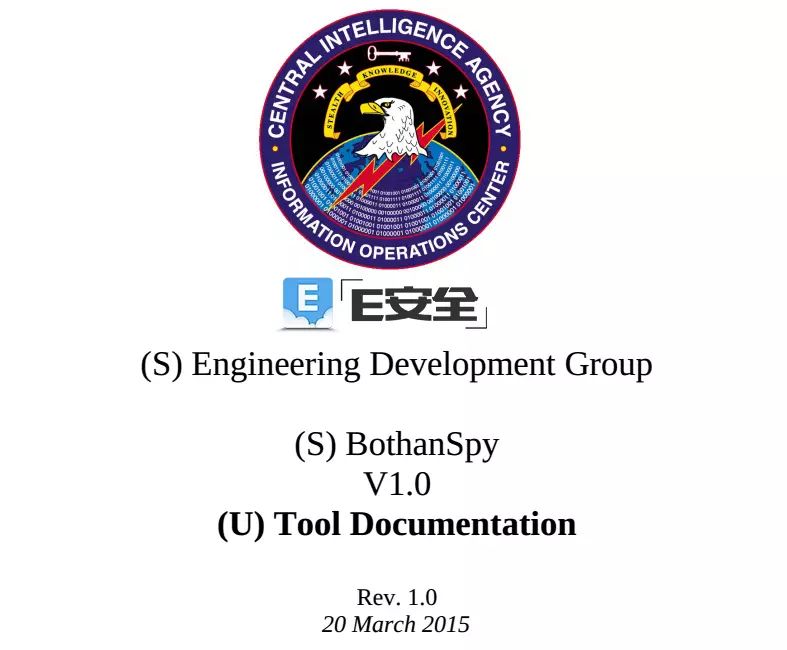 CENTRAL INTELLIGENCE AGENCY
STEALTH KNOWLEDGE INNOVATION
INFORMATION OPERATIONS CENTER
E E安全
(S) Engineering Development Group
(S) BothanSpy
V1.0
(U) Tool Documentation
Rev. 1.0
20 March 2015